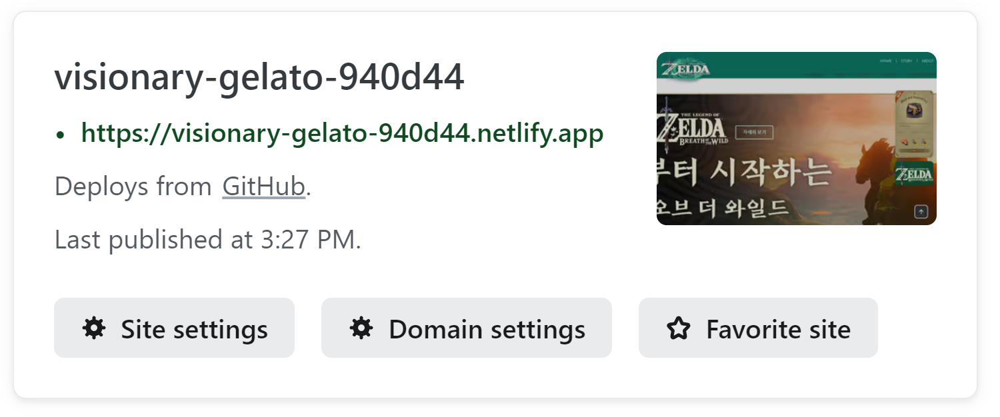 visionary-gelato-940d44
• https://visionary-gelato-940d44.netlify.app
Deploys from GitHub.
Last published at 3:27 PM.
ZELDA
HOME | STORY | ABOUT
THE LEGEND OF
ZELDA
BREATH OF THE WILD
자세히 보기
부터 시작하는
오브 더 와일드
ZELDA
Site settings
Domain settings
Favorite site